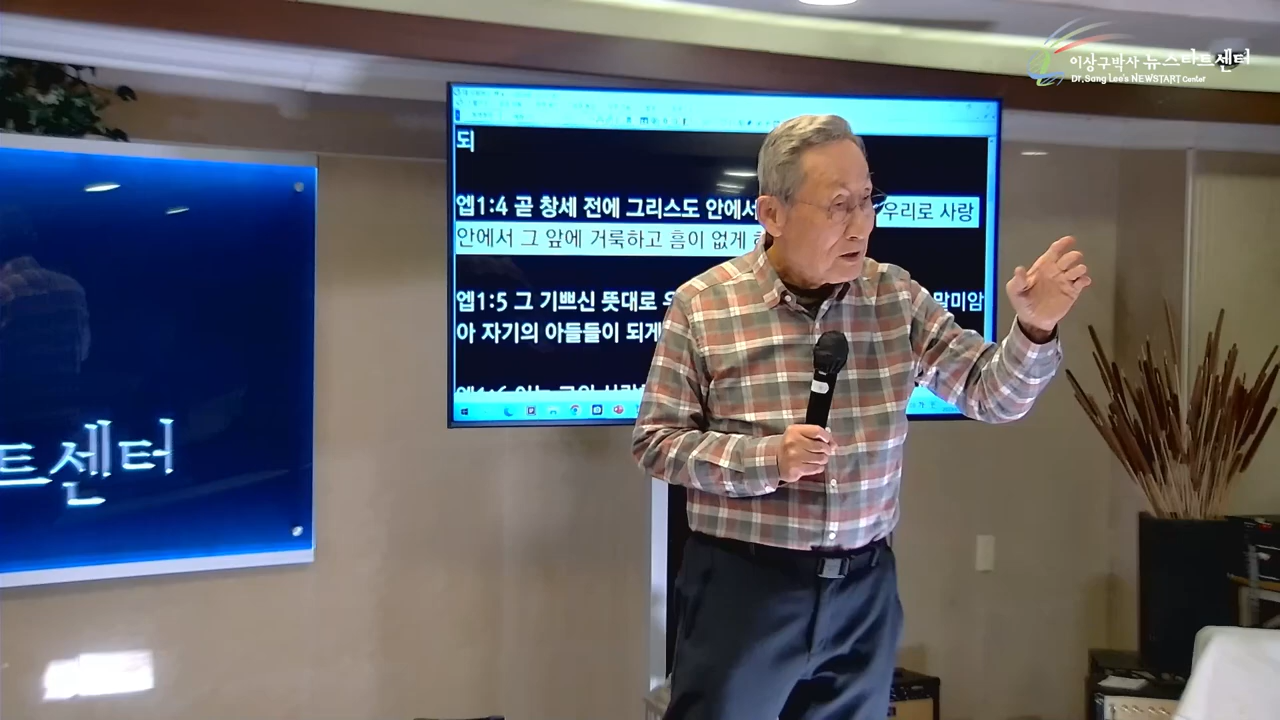 이상구박사 뉴스타트센터
Dr. Sang Lee's NEWSTART Center
되
엡1:4 곧 창세 전에 그리스도 안에서 우리로 사랑
안에서 그 앞에 거룩하고 흠이 없게
엡1:5 그 기쁘신 뜻대로 말미암
아 자기의 아들들이 되게
트센터